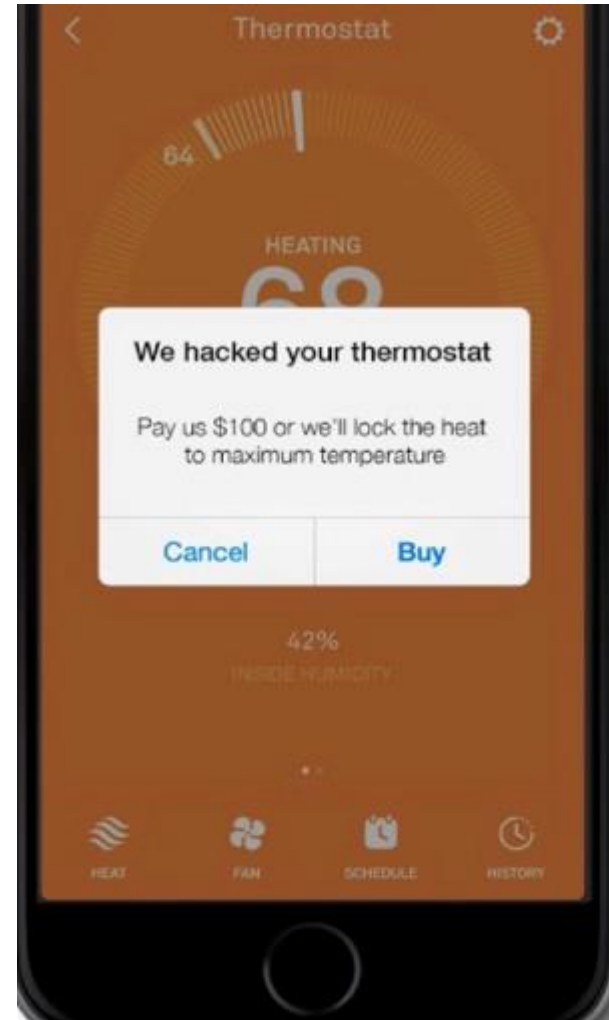 Thermostat
64
HEATING
68
We hacked your thermostat
Pay us $100 or we'll lock the heat
to maximum temperature
Cancel
Buy
42%
INSIDE HUMIDITY
HEAT
FAN
SCHEDULE
HISTORY